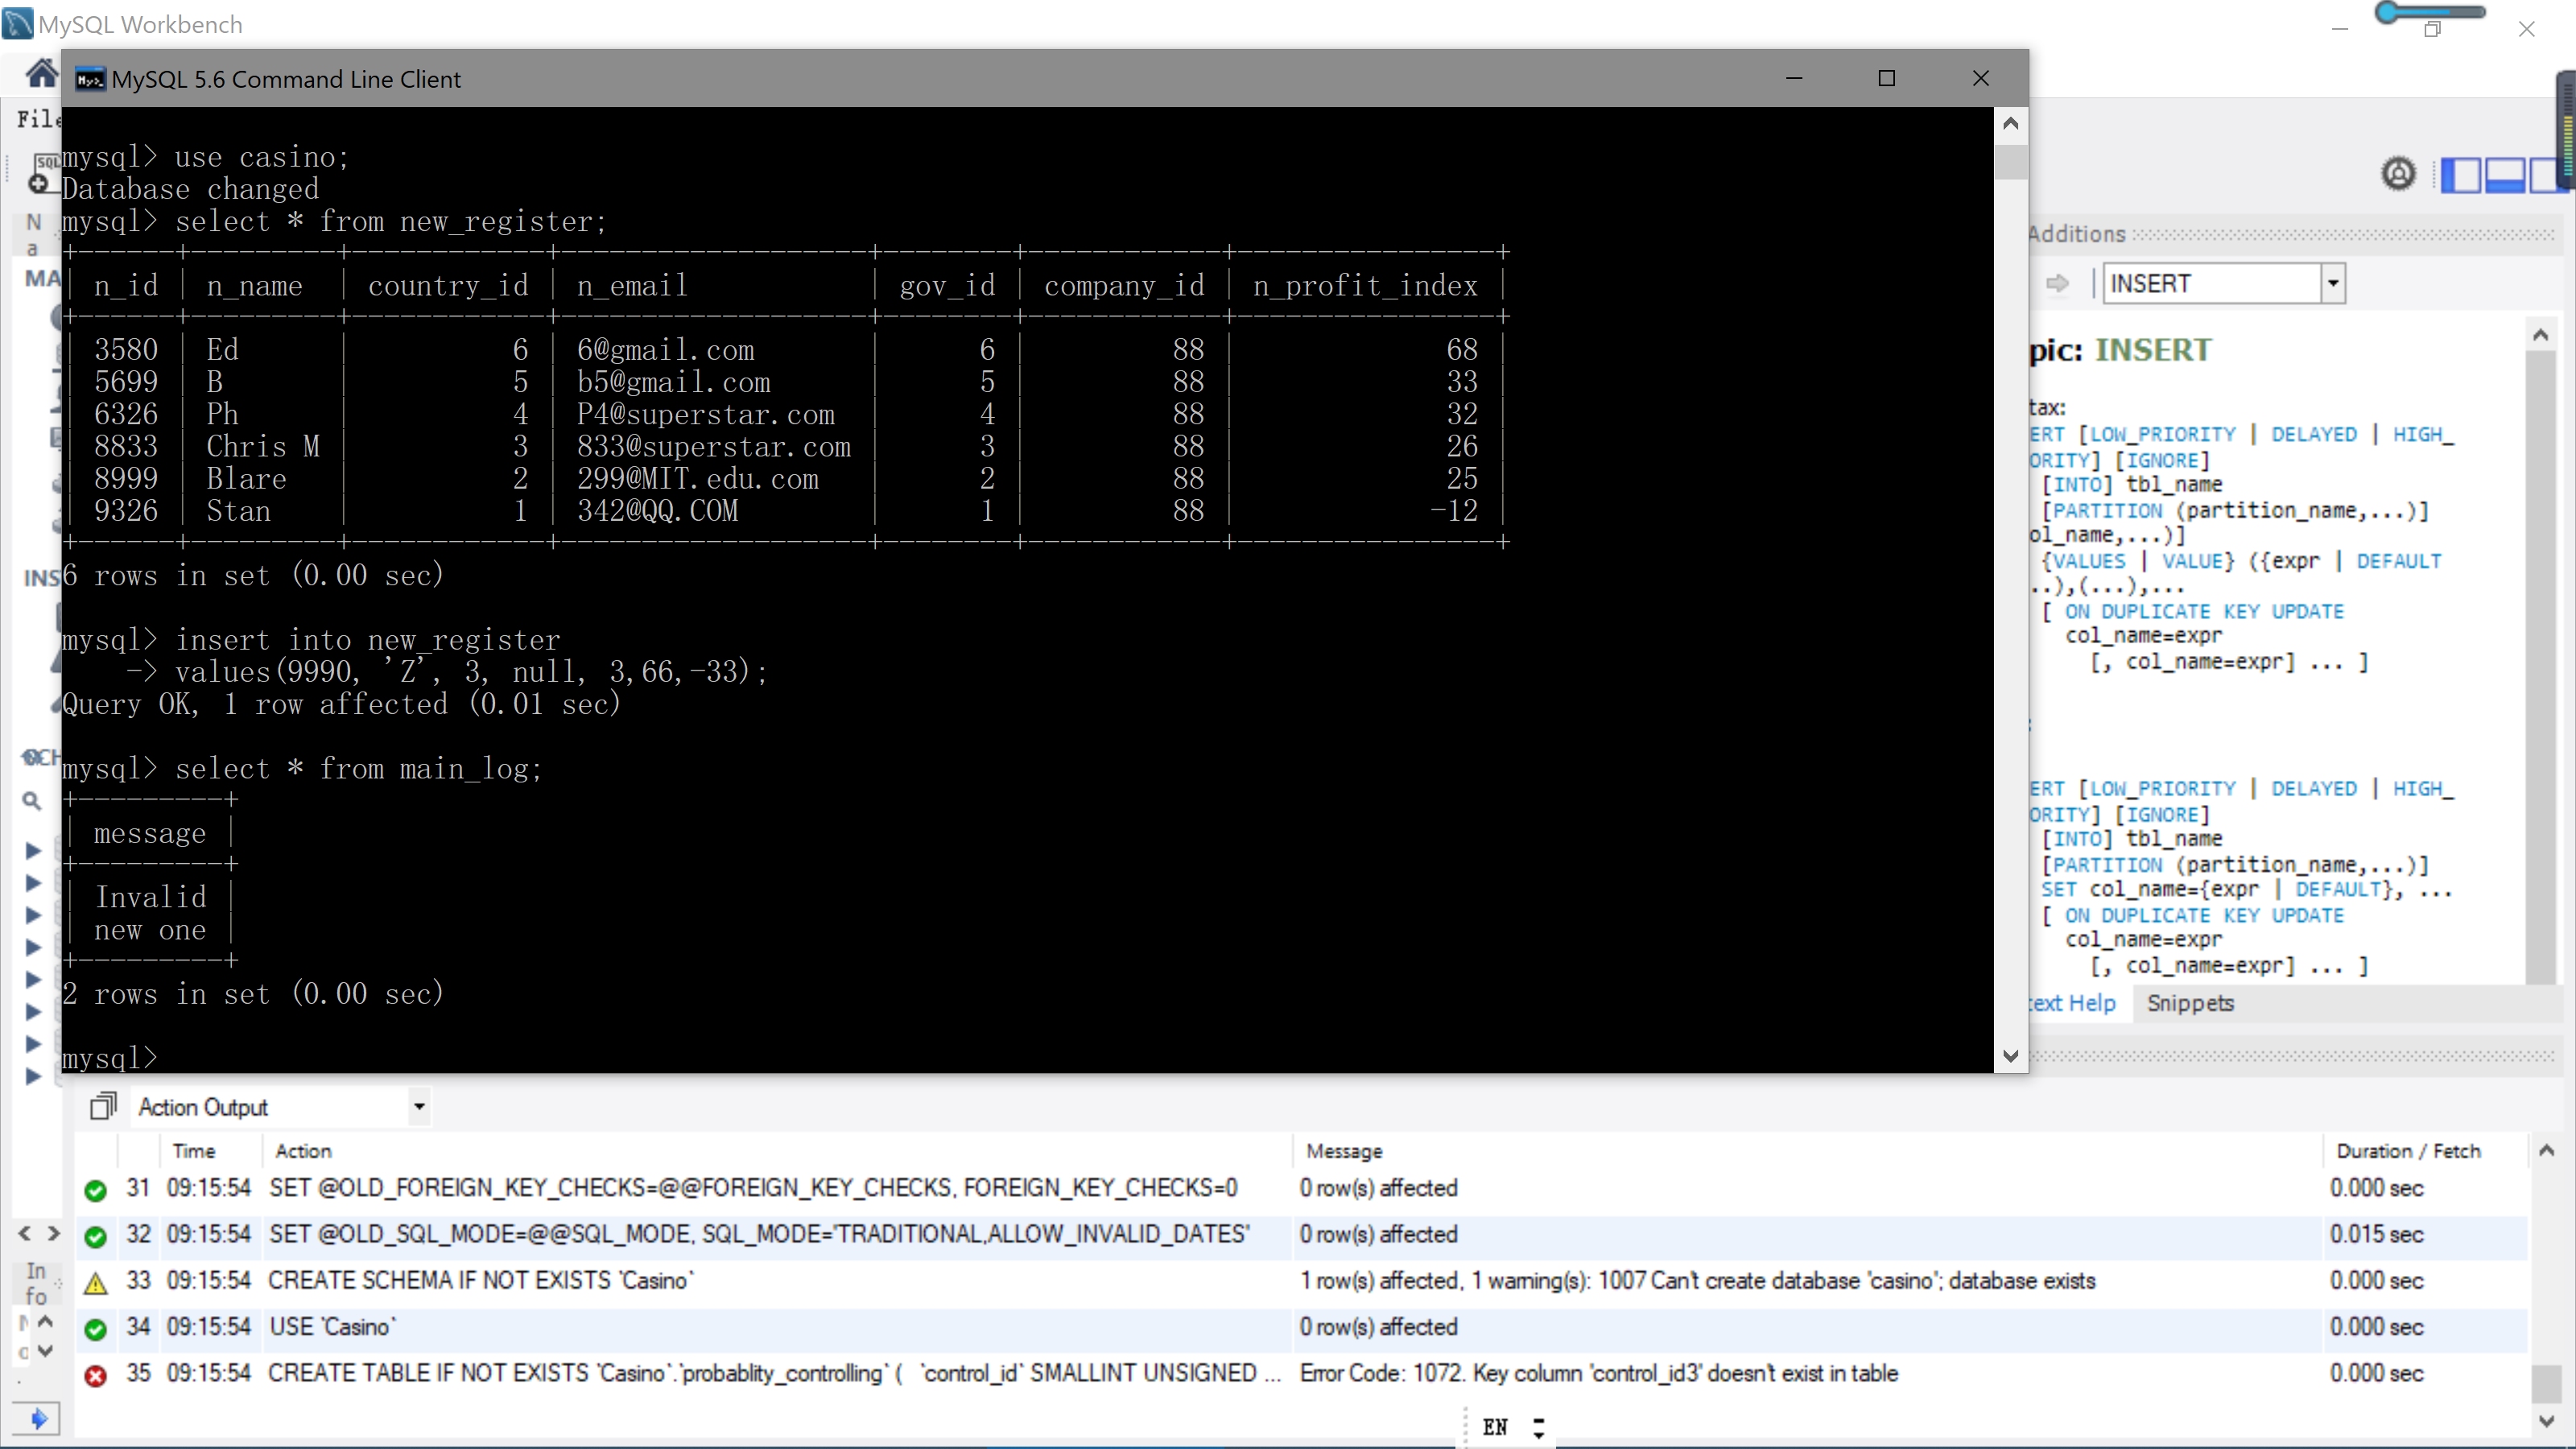 MySQL Workbench
MySQL 5.6 Command Line Client
File
mysql> use casino;
Database changed
mysql> select * from new_register;
| n_id | n_name | country_id | n_email | gov_id | company_id | n_profit_index |
| 3580 | Ed | 6 | 6@gmail.com | 6 | 88 | 68 |
| 5699 | B | 5 | b5@gmail.com | 5 | 88 | 33 |
| 6326 | Ph | 4 | P4@superstar.com | 4 | 88 | 32 |
| 8833 | Chris M | 3 | 833@superstar.com | 3 | 88 | 26 |
| 8999 | Blare | 2 | 299@MIT.edu.com | 2 | 88 | 25 |
| 9326 | Stan | 1 | 342@QQ.COM | 1 | 88 | -12 |
6 rows in set (0.00 sec)
mysql> insert into new_register
-> values(9990, 'Z', 3, null, 3,66,-33);
Query OK, 1 row affected (0.01 sec)
mysql> select * from main_log;
| message |
| Invalid |
| new one |
2 rows in set (0.00 sec)
mysql>
SQL
N
a
MA
INS
CH
In
fo
Additions
INSERT
pic: INSERT
tax:
ERT [LOW_PRIORITY | DELAYED | HIGH_
ORITY] [IGNORE]
[INTO] tbl_name
[PARTITION (partition_name,...)]
ol_name,...)]
{VALUES | VALUE} ({expr | DEFAULT
..),(...),...
[ ON DUPLICATE KEY UPDATE
col_name=expr
[, col_name=expr] ... ]
:
ERT [LOW_PRIORITY | DELAYED | HIGH_
ORITY] [IGNORE]
[INTO] tbl_name
[PARTITION (partition_name,...)]
SET col_name={expr | DEFAULT}, ...
[ ON DUPLICATE KEY UPDATE
col_name=expr
[, col_name=expr] ... ]
text Help Snippets
Action Output
Time Action Message Duration / Fetch
31 09:15:54 SET @OLD_FOREIGN_KEY_CHECKS=@@FOREIGN_KEY_CHECKS, FOREIGN_KEY_CHECKS=0 0 row(s) affected 0.000 sec
32 09:15:54 SET @OLD_SQL_MODE=@@SQL_MODE, SQL_MODE='TRADITIONAL,ALLOW_INVALID_DATES' 0 row(s) affected 0.015 sec
33 09:15:54 CREATE SCHEMA IF NOT EXISTS `Casino` 1 row(s) affected, 1 warning(s): 1007 Can't create database 'casino'; database exists 0.000 sec
34 09:15:54 USE `Casino` 0 row(s) affected 0.000 sec
35 09:15:54 CREATE TABLE IF NOT EXISTS `Casino`.`probablity_controlling` ( `control_id` SMALLINT UNSIGNED ... Error Code: 1072. Key column 'control_id3' doesn't exist in table 0.000 sec
EN